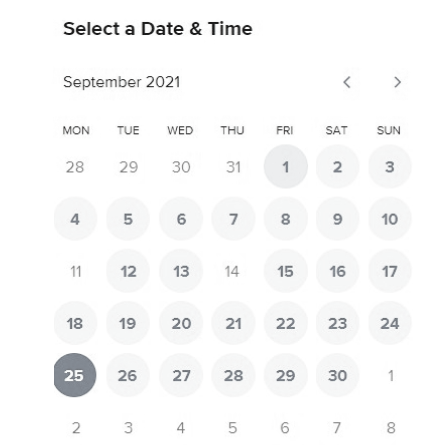 Select a Date & Time
September 2021
MON TUE WED THU FRI SAT SUN
28 29 30 31 1 2 3
4 5 6 7 8 9 10
11 12 13 14 15 16 17
18 19 20 21 22 23 24
25 26 27 28 29 30 1
2 3 4 5 6 7 8